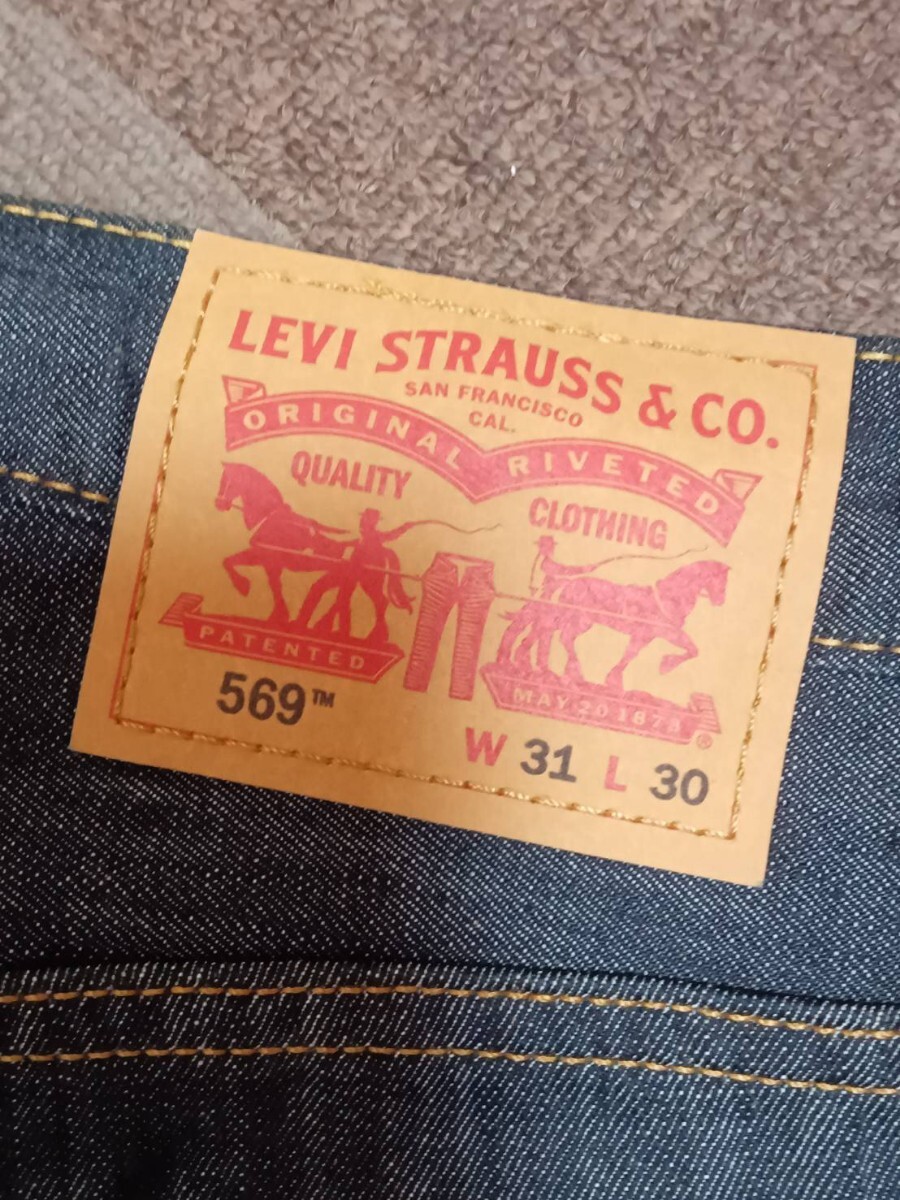 LEVI STRAUSS & CO.
SAN FRANCISCO
CAL.
ORIGINAL RIVETED
QUALITY
CLOTHING
PATENTED
MAY 20 1873
®
569™
W 31 L 30